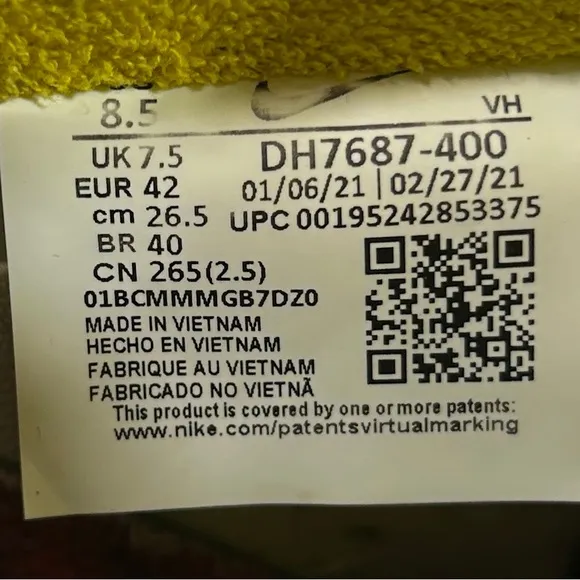 8.5
VH
UK 7.5
DH7687-400
EUR 42
01/06/21 | 02/27/21
cm 26.5
UPC 00195242853375
BR 40
CN 265(2.5)
01BCMMMGB7DZ0
MADE IN VIETNAM
HECHO EN VIETNAM
FABRIQUE AU VIETNAM
FABRICADO NO VIETNÃ
This product is covered by one or more patents:
www.nike.com/patentsvirtualmarking